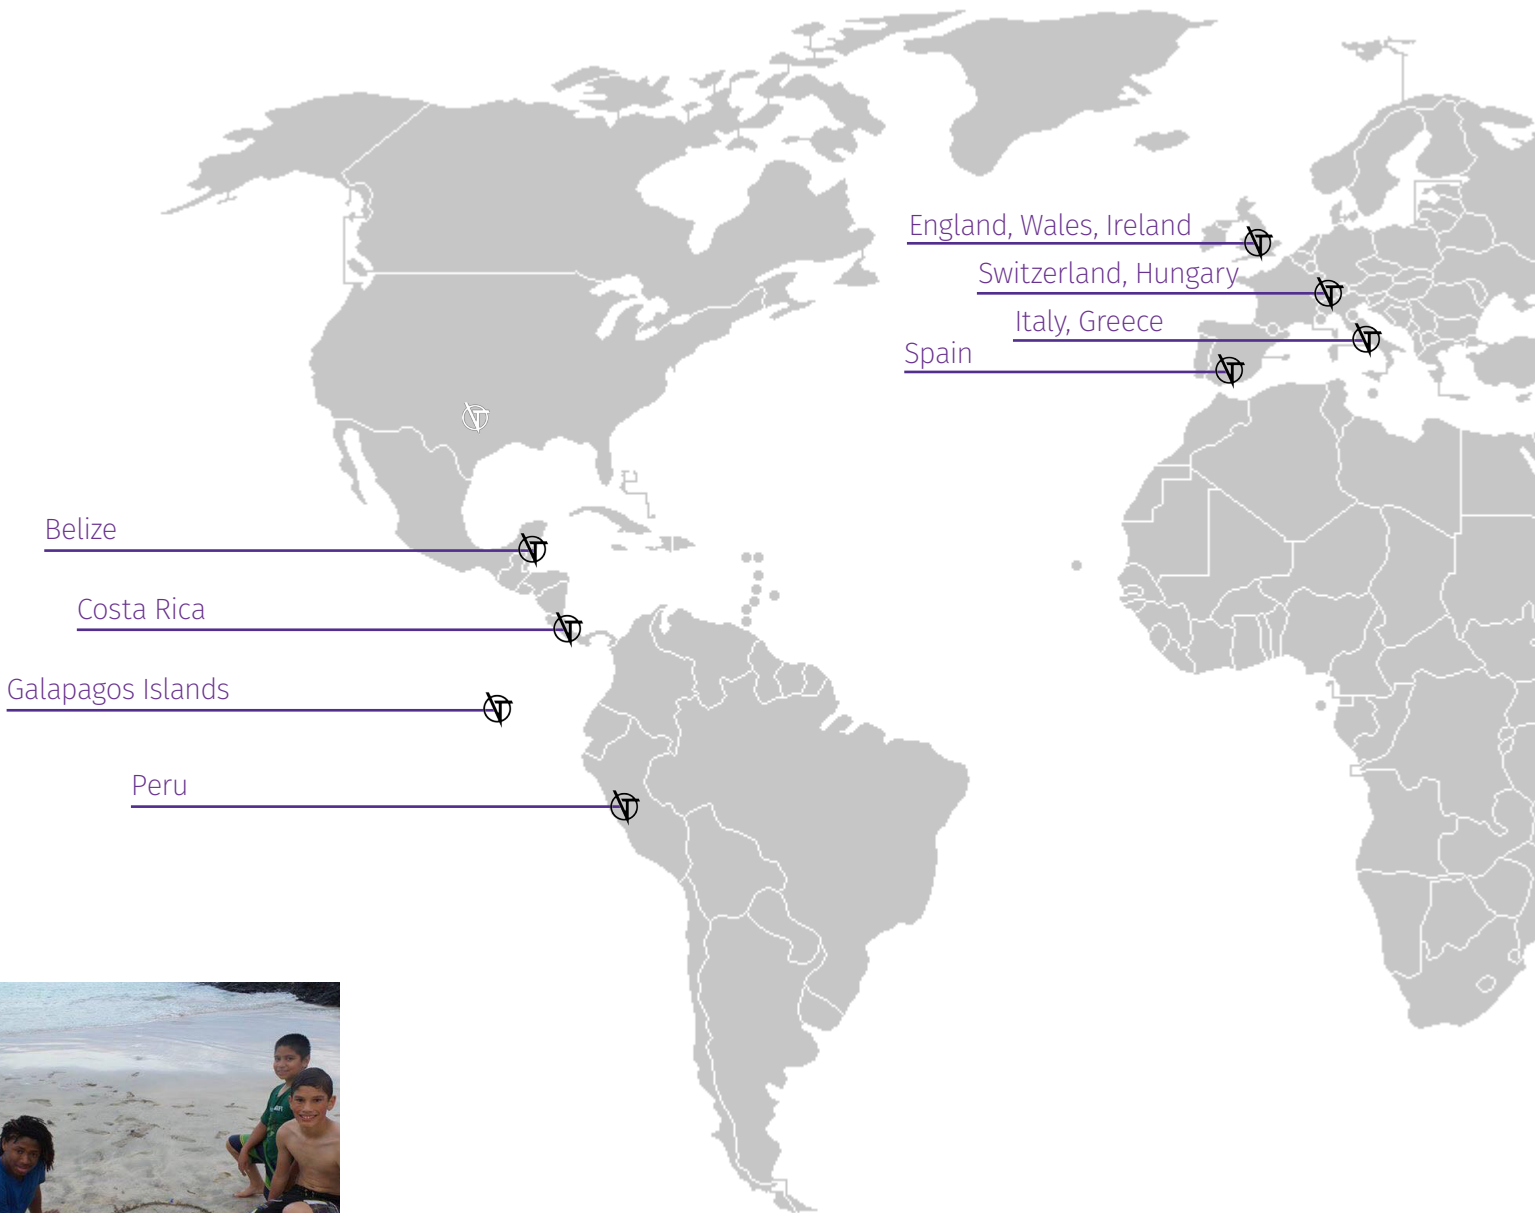 England, Wales, Ireland
Switzerland, Hungary
Italy, Greece
Spain
Belize
Costa Rica
Galapagos Islands
Peru